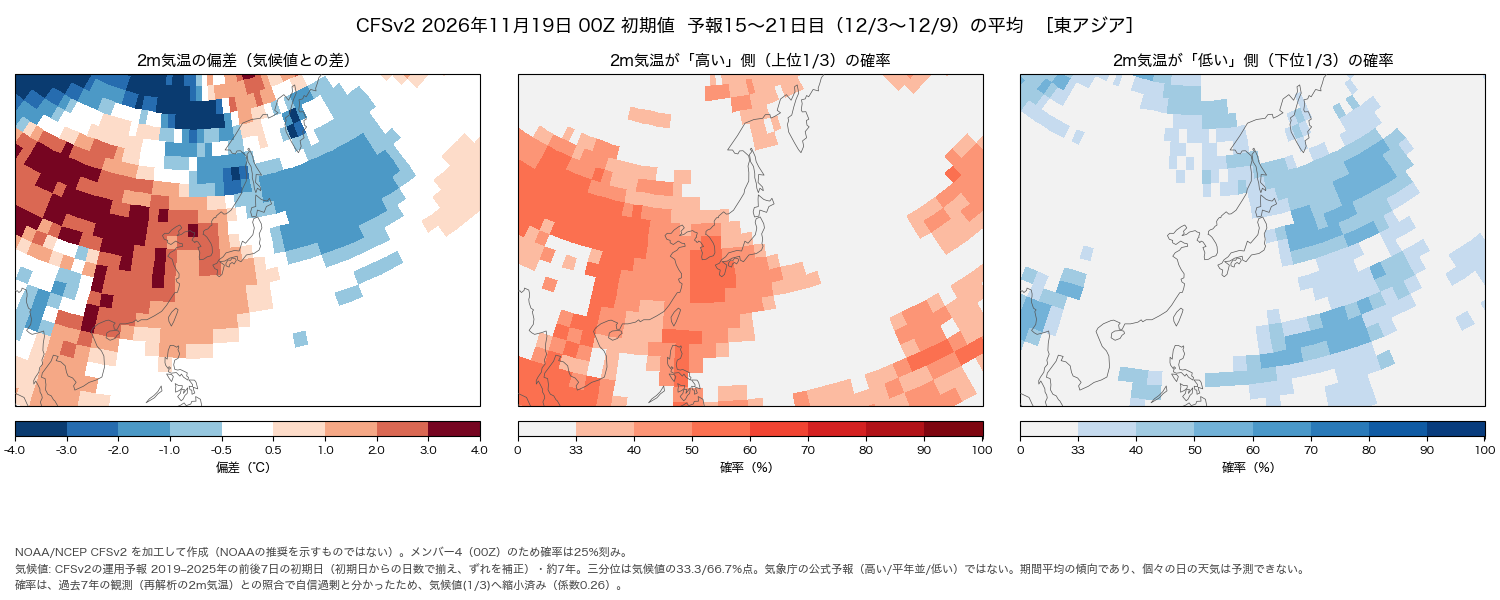 CFSv2 2026年11月19日 00Z 初期値 予報15〜21日目（12/3〜12/9）の平均 ［東アジア］
2m気温の偏差（気候値との差）
2m気温が「高い」側（上位1/3）の確率
2m気温が「低い」側（下位1/3）の確率
-4.0 -3.0 -2.0 -1.0 -0.5 0.5 1.0 2.0 3.0 4.0
偏差（℃）
0 33 40 50 60 70 80 90 100
確率（%）
0 33 40 50 60 70 80 90 100
確率（%）
NOAA/NCEP CFSv2 を加工して作成（NOAAの推奨を示すものではない）。メンバー4（00Z）のため確率は25%刻み。
気候値: CFSv2の運用予報 2019–2025年の前後7日の初期日（初期日からの日数で揃え、ずれを補正）・約7年。三分位は気候値の33.3/66.7%点。気象庁の公式予報（高い/平年並/低い）ではない。期間平均の傾向であり、個々の日の天気は予測できない。
確率は、過去7年の観測（再解析の2m気温）との照合で自信過剰と分かったため、気候値(1/3)へ縮小済み（係数0.26）。